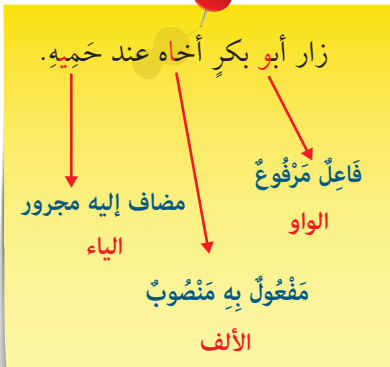 زار أبو بكرٍ أخاه عند حَمِيهِ.
فَاعِلٌ مَرْفُوعٌ
الواو
مضاف إليه مجرور
الياء
مَفْعُولٌ بِهِ مَنْصُوبٌ
الألف